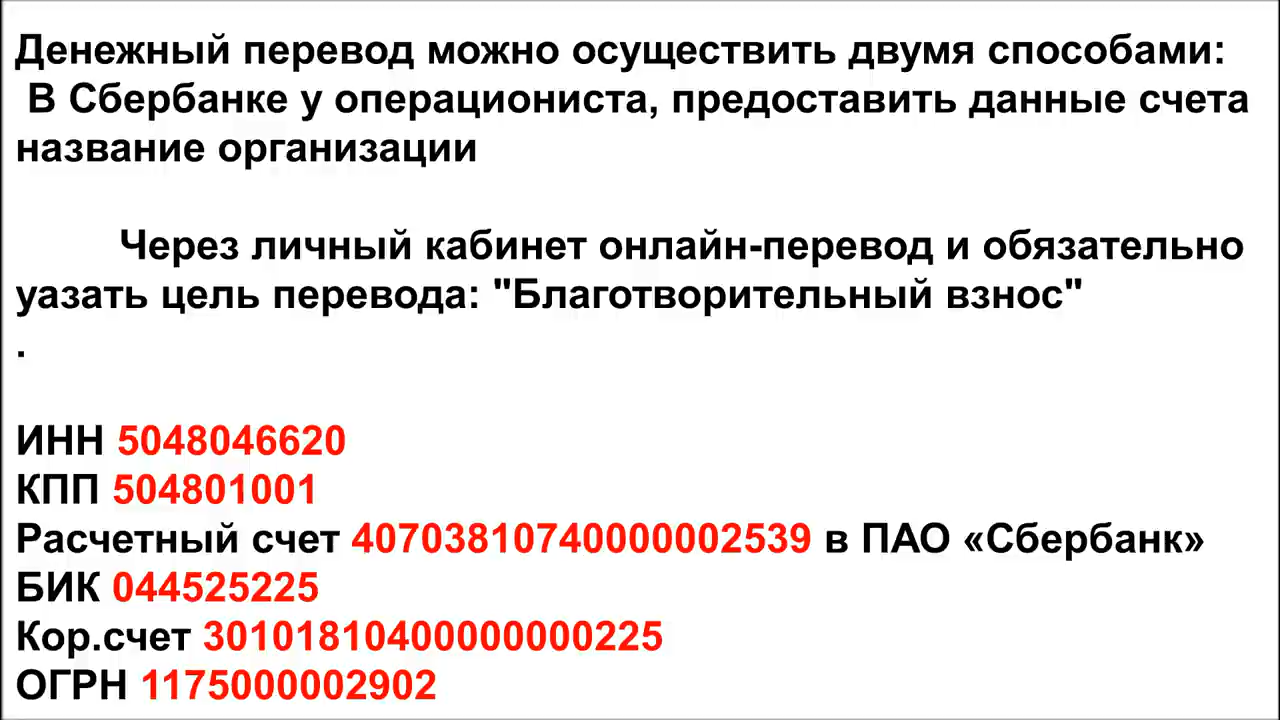 Денежный перевод можно осуществить двумя способами:
В Сбербанке у операциониста, предоставить данные счета
название организации
Через личный кабинет онлайн-перевод и обязательно
уазать цель перевода: "Благотворительный взнос"
.
ИНН 5048046620
КПП 504801001
Расчетный счет 40703810740000002539 в ПАО «Сбербанк»
БИК 044525225
Кор.счет 30101810400000000225
ОГРН 1175000002902